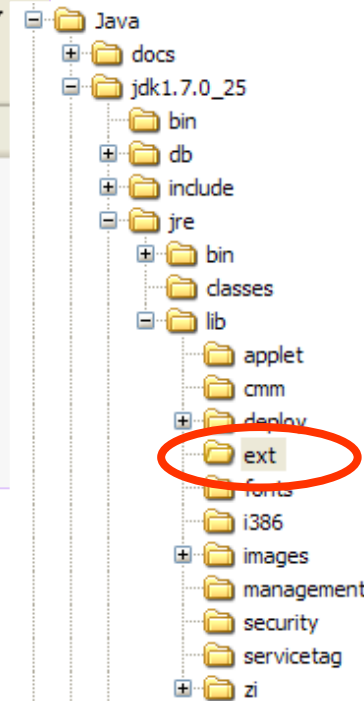 Java
docs
jdk1.7.0_25
bin
db
include
jre
bin
classes
lib
applet
cmm
deploy
ext
fonts
i386
images
management
security
servicetag
zi